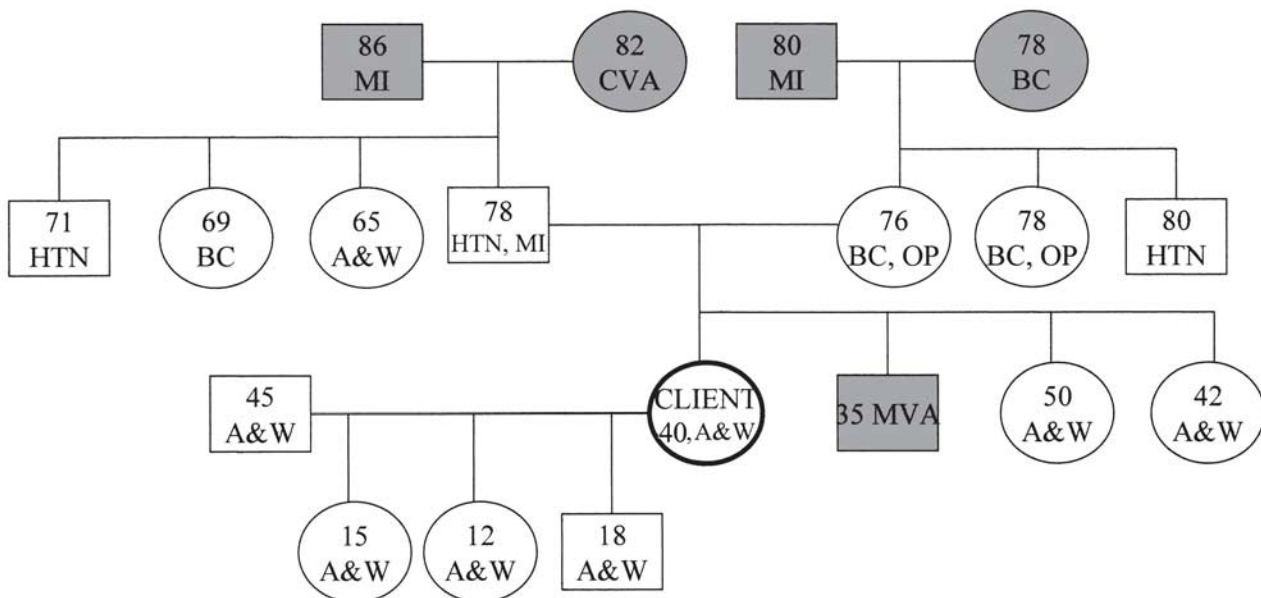 86
MI
82
CVA
80
MI
78
BC
71
HTN
69
BC
65
A&W
78
HTN, MI
76
BC, OP
78
BC, OP
80
HTN
45
A&W
CLIENT
40, A&W
35 MVA
50
A&W
42
A&W
15
A&W
12
A&W
18
A&W